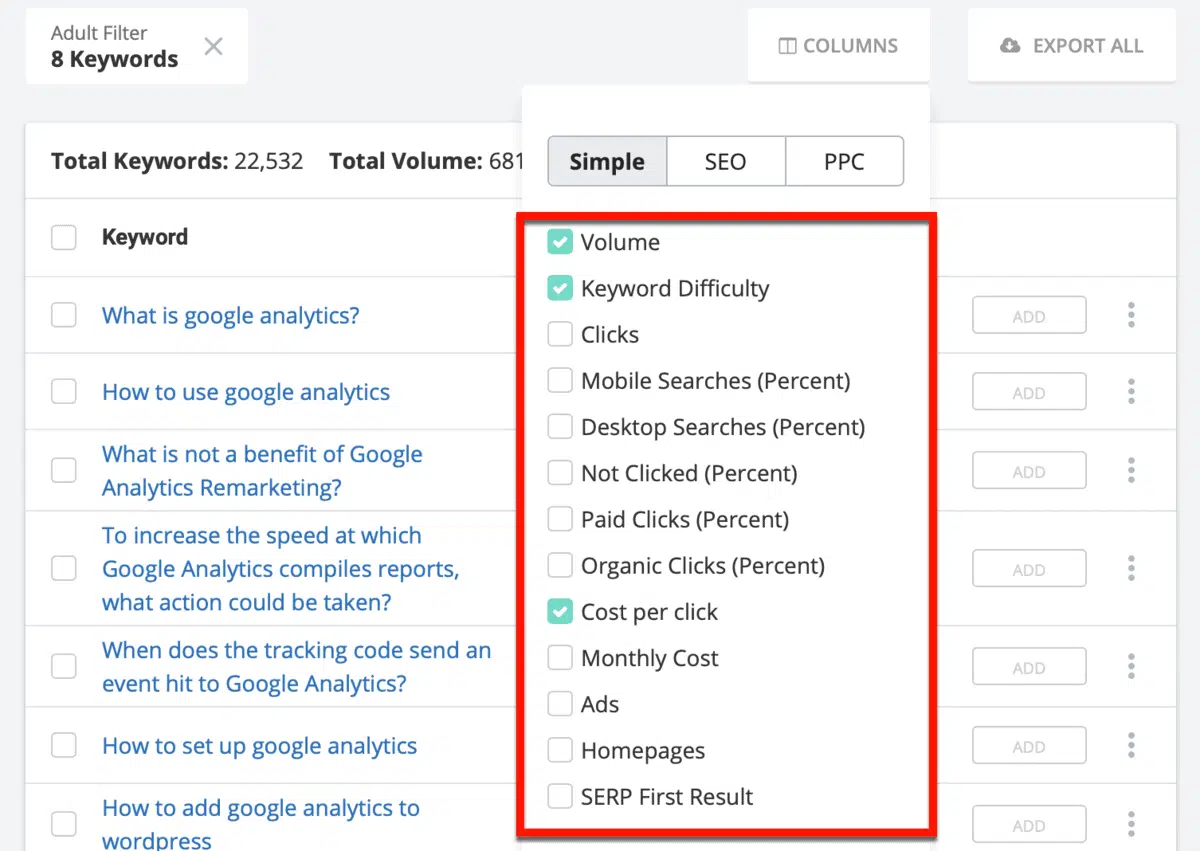 Adult Filter
8 Keywords
COLUMNS
EXPORT ALL
Total Keywords: 22,532 Total Volume: 681
Simple SEO PPC
Keyword
Volume
Keyword Difficulty
Clicks
Mobile Searches (Percent)
Desktop Searches (Percent)
Not Clicked (Percent)
Paid Clicks (Percent)
Organic Clicks (Percent)
Cost per click
Monthly Cost
Ads
Homepages
SERP First Result
What is google analytics?
ADD
How to use google analytics
ADD
What is not a benefit of Google
Analytics Remarketing?
ADD
To increase the speed at which
Google Analytics compiles reports,
what action could be taken?
ADD
When does the tracking code send an
event hit to Google Analytics?
ADD
How to set up google analytics
ADD
How to add google analytics to
wordpress
ADD